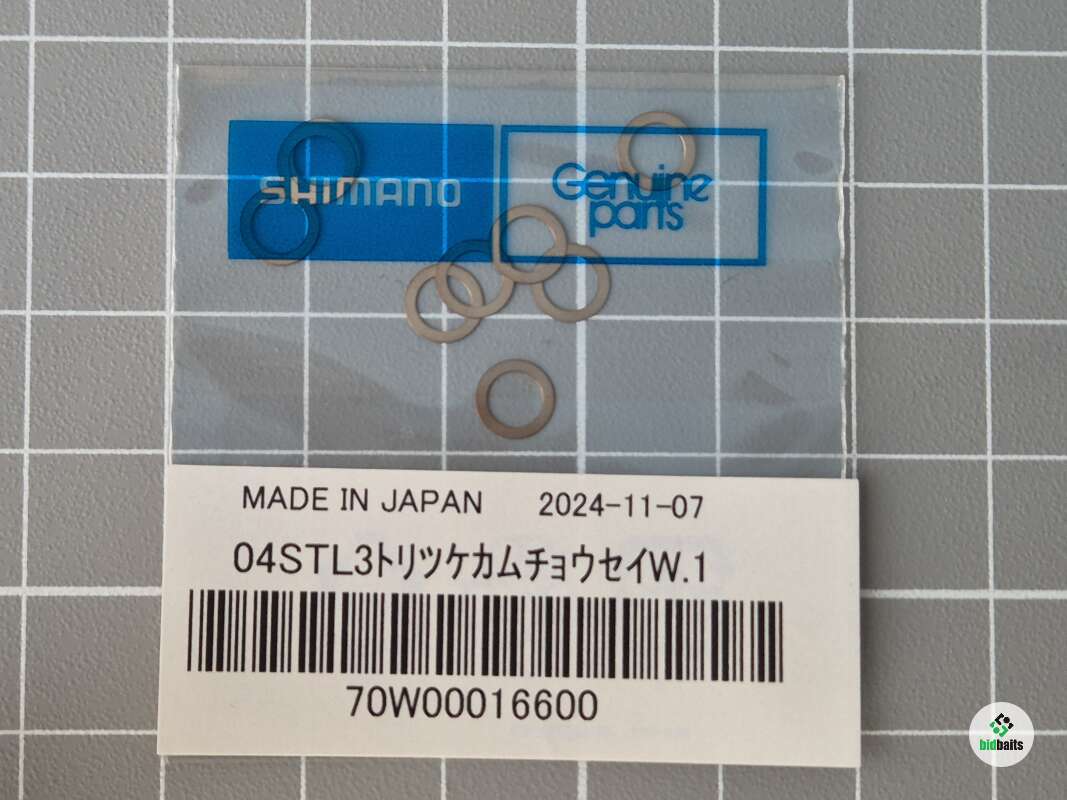 SHIMANO
Genuine
parts
MADE IN JAPAN 2024-11-07
04STL3ﾄﾘﾂｹｶﾑﾁｮｳｾｲW.1
70W00016600
bidbaits